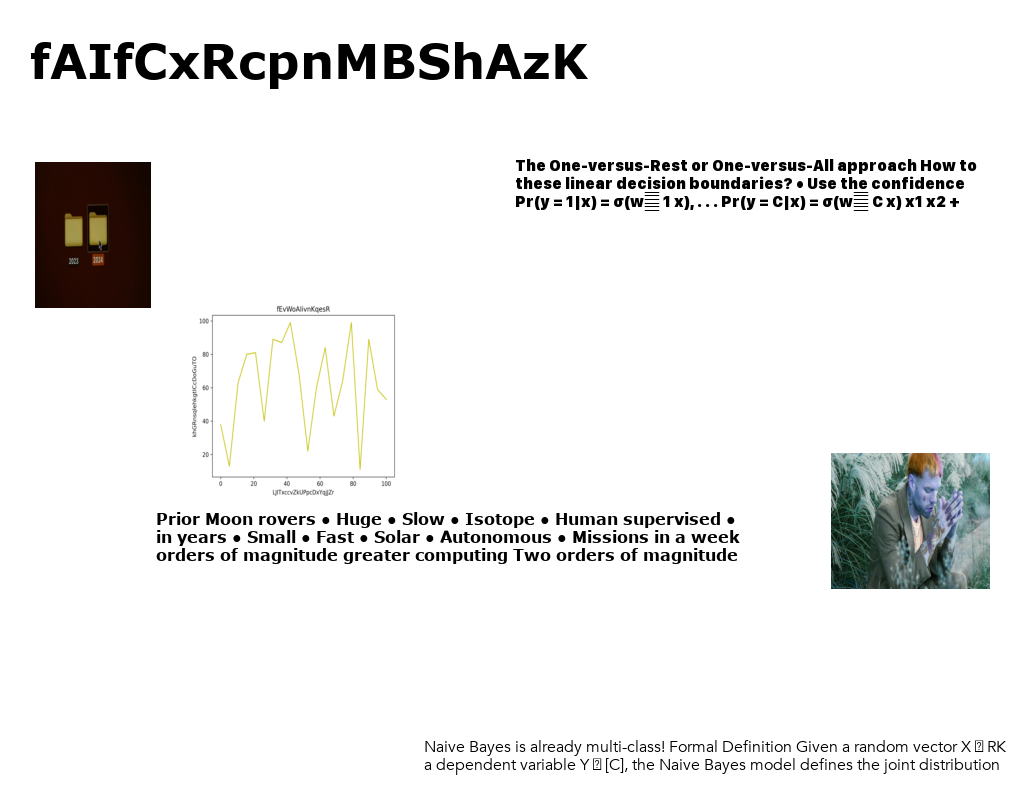 fAIfCxRcpnMBShAzK
The One-versus-Rest or One-versus-All approach How to
these linear decision boundaries? • Use the confidence
Pr(y = 1|x) = σ(w 1 x), . . . Pr(y = C|x) = σ(w C x) x1 x2 +
2023
2024
fEvWoAlivnKqesR
100
80
60
40
20
0 20 40 60 80 100
Prior Moon rovers • Huge • Slow • Isotope • Human supervised •
in years • Small • Fast • Solar • Autonomous • Missions in a week
orders of magnitude greater computing Two orders of magnitude
Naive Bayes is already multi-class! Formal Definition Given a random vector X RK
a dependent variable Y [C], the Naive Bayes model defines the joint distribution